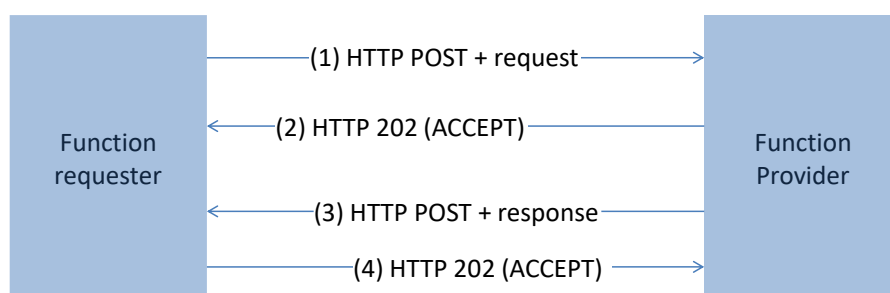 (1) HTTP POST + request
(2) HTTP 202 (ACCEPT)
Function
requester
Function
Provider
(3) HTTP POST + response
(4) HTTP 202 (ACCEPT)